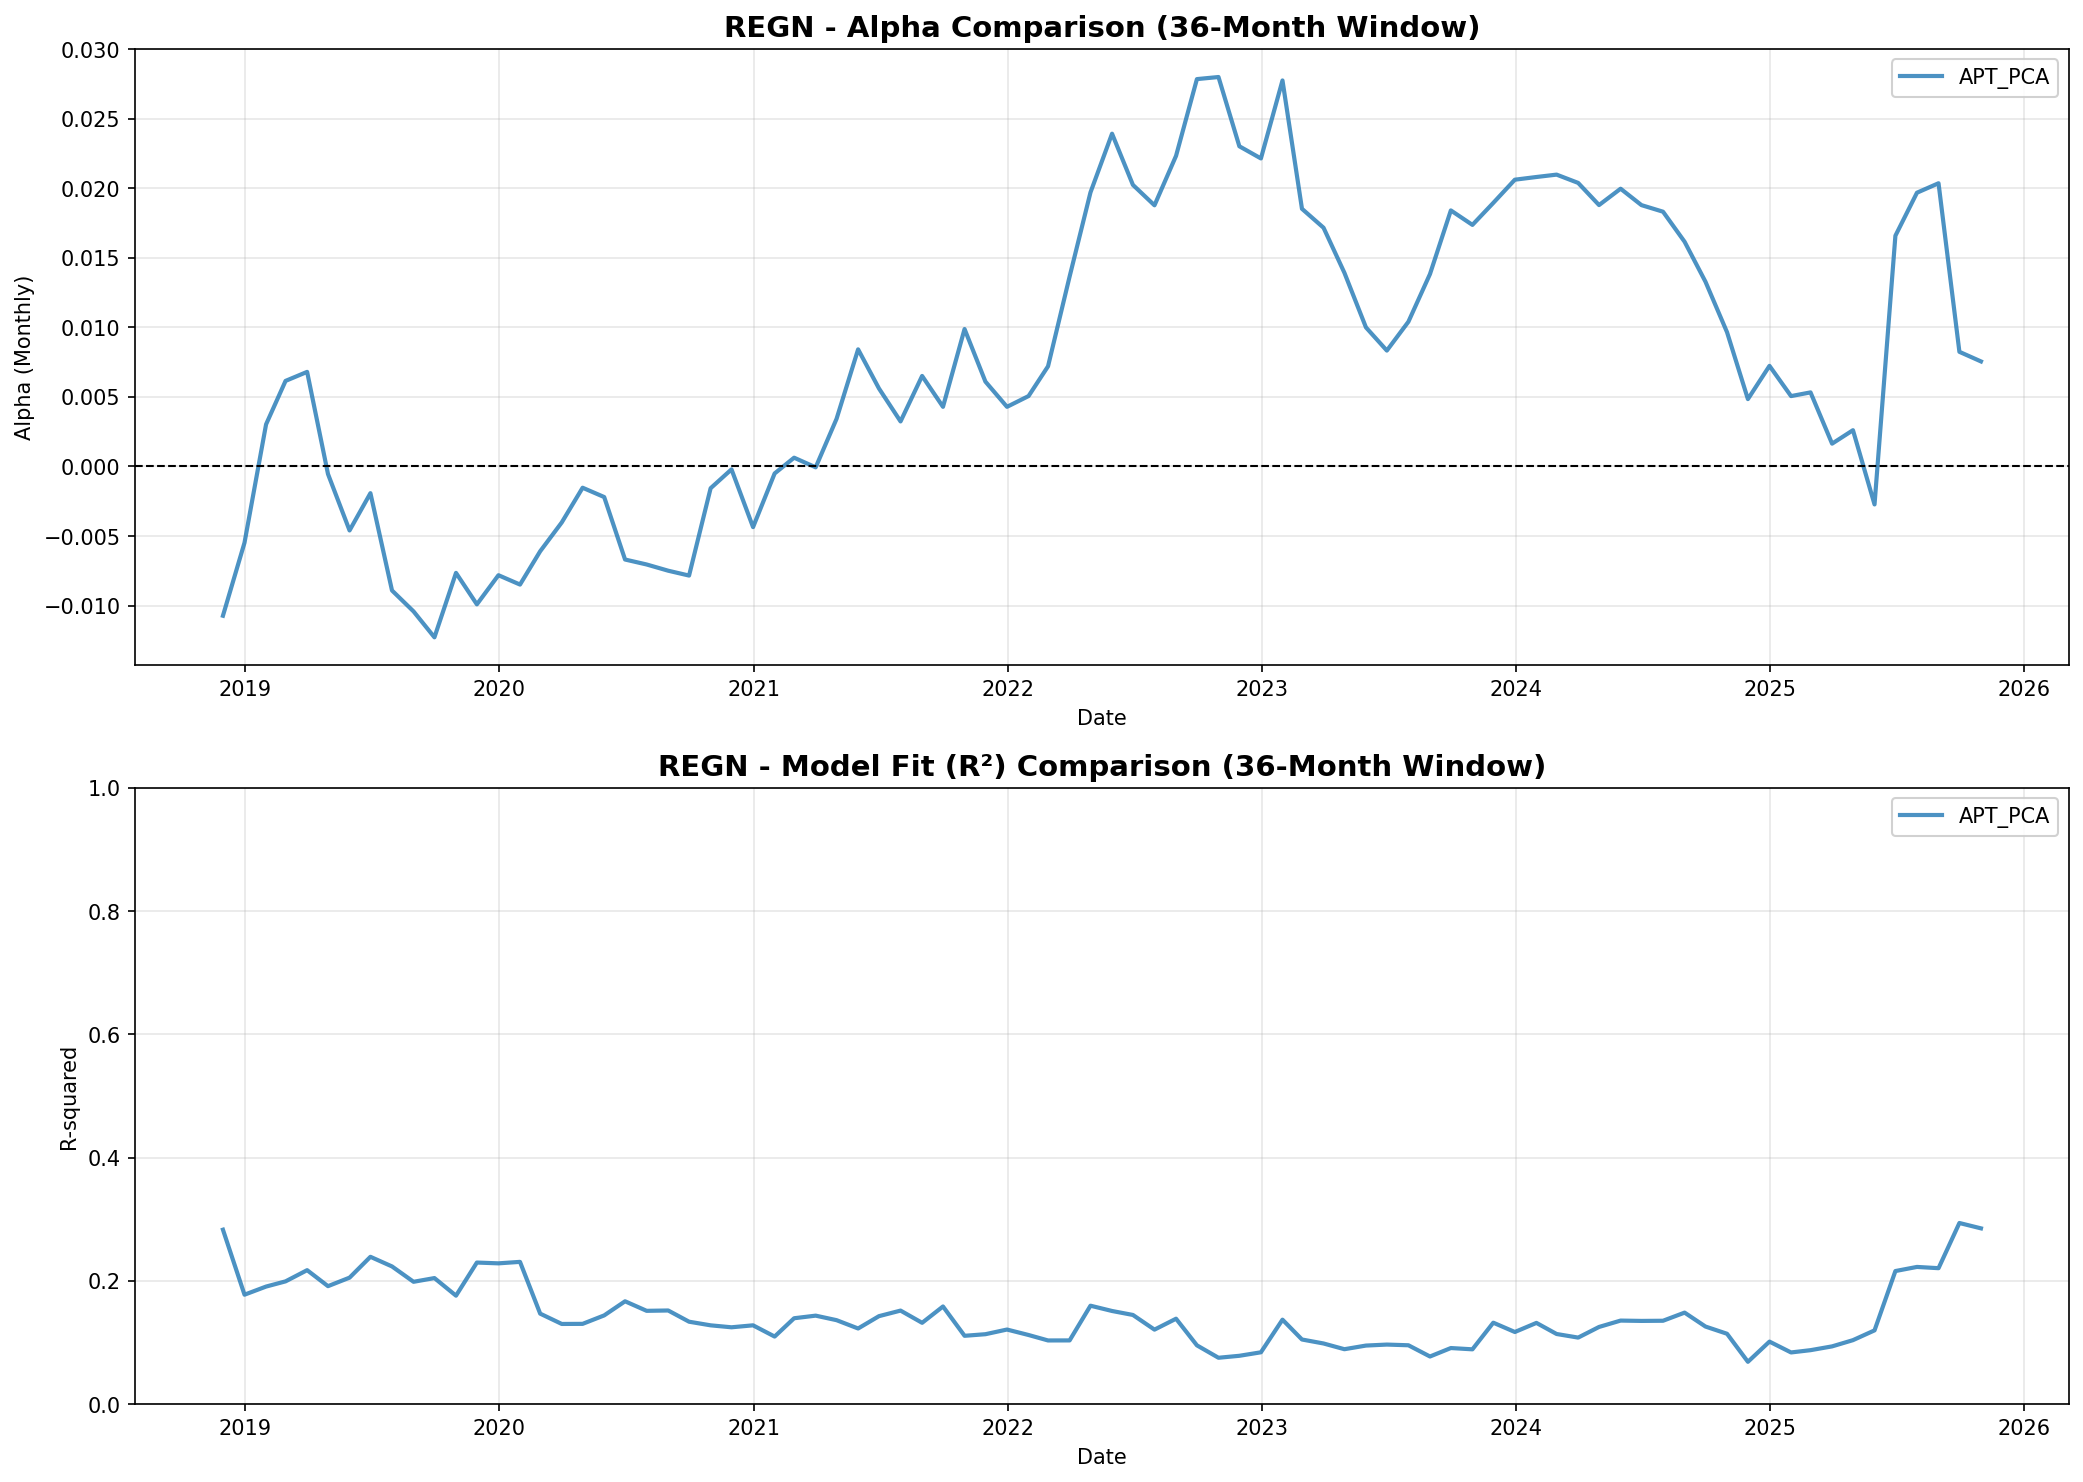 REGN - Alpha Comparison (36-Month Window)
APT_PCA
Alpha (Monthly)
0.030
0.025
0.020
0.015
0.010
0.005
0.000
−0.005
−0.010
2019 2020 2021 2022 2023 2024 2025 2026
Date
REGN - Model Fit (R²) Comparison (36-Month Window)
APT_PCA
R-squared
1.0
0.8
0.6
0.4
0.2
0.0
2019 2020 2021 2022 2023 2024 2025 2026
Date